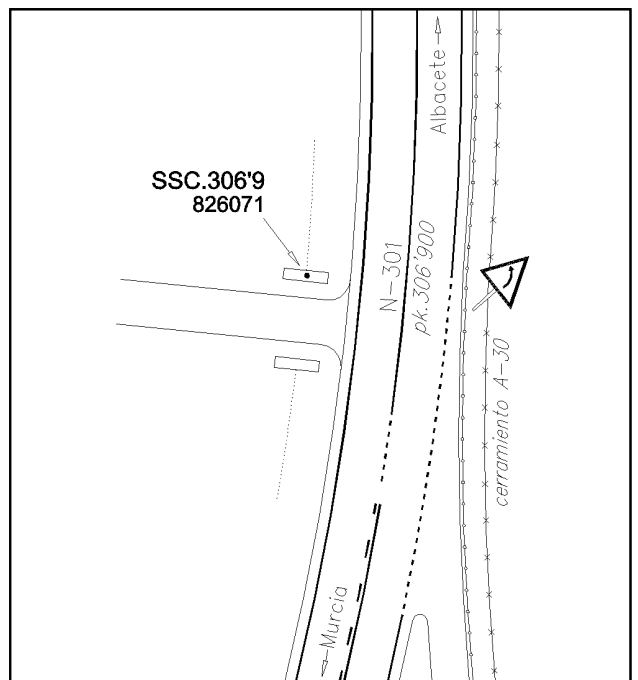 Albacete
SSC.306'9
826071
N-301
pk.306'900
cerramiento A-30
Murcia